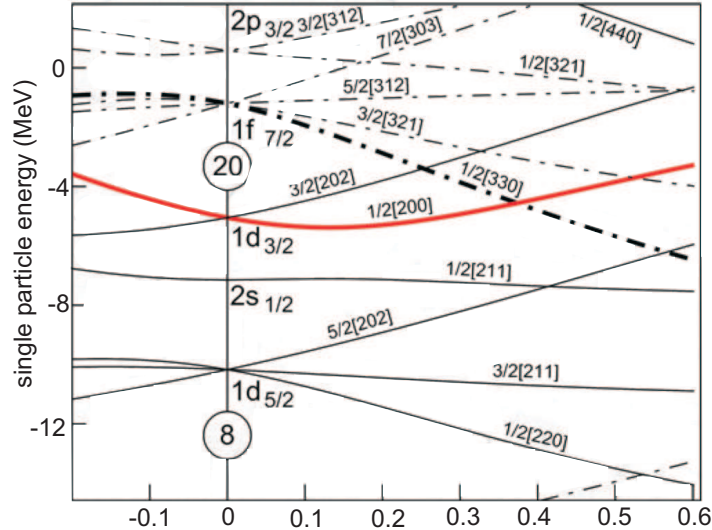 2p 3/2 3/2[312]
7/2[303]
1/2[440]
1/2[321]
5/2[312]
3/2[321]
1f 7/2
20
3/2[202]
1/2[330]
1/2[200]
1d 3/2
1/2[211]
2s 1/2
5/2[202]
3/2[211]
1d 5/2
1/2[220]
8
single particle energy (MeV)
0
-4
-8
-12
-0.1 0 0.1 0.2 0.3 0.4 0.5 0.6